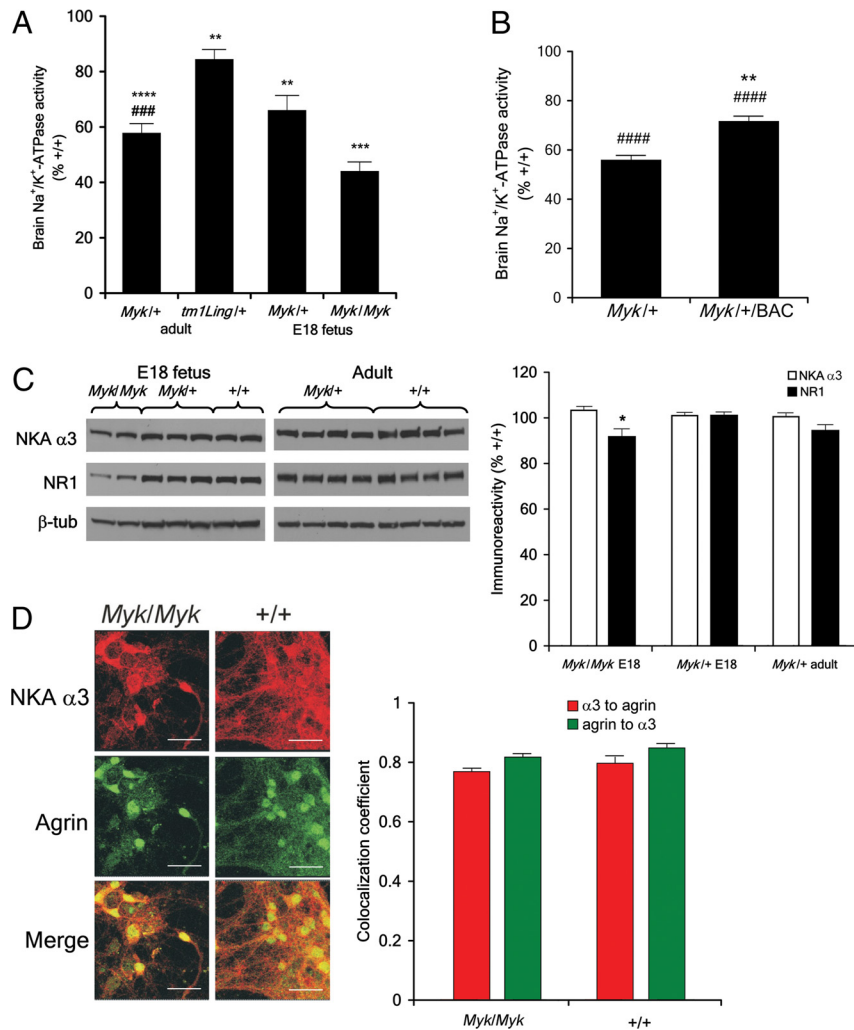 A
Brain Na+/K+-ATPase activity
(% +/+)
100
80
60
40
20
0
****
###
**
**
***
Myk/+
tm1Ling/+
Myk/+
Myk/Myk
adult
E18 fetus
B
Brain Na+/K+-ATPase activity
(% +/+)
100
80
60
40
20
0
####
**
####
Myk/+
Myk/+/BAC
C
E18 fetus
Adult
Myk/Myk
Myk/+
+/+
Myk/+
+/+
NKA α3
NR1
β-tub
Immunoreactivity (% +/+)
120
100
80
60
40
20
0
NKA α3
NR1
*
Myk/Myk E18
Myk/+ E18
Myk/+ adult
D
Myk/Myk
+/+
NKA α3
Agrin
Merge
Colocalization coefficient
1
0.8
0.6
0.4
0.2
0
α3 to agrin
agrin to α3
Myk/Myk
+/+